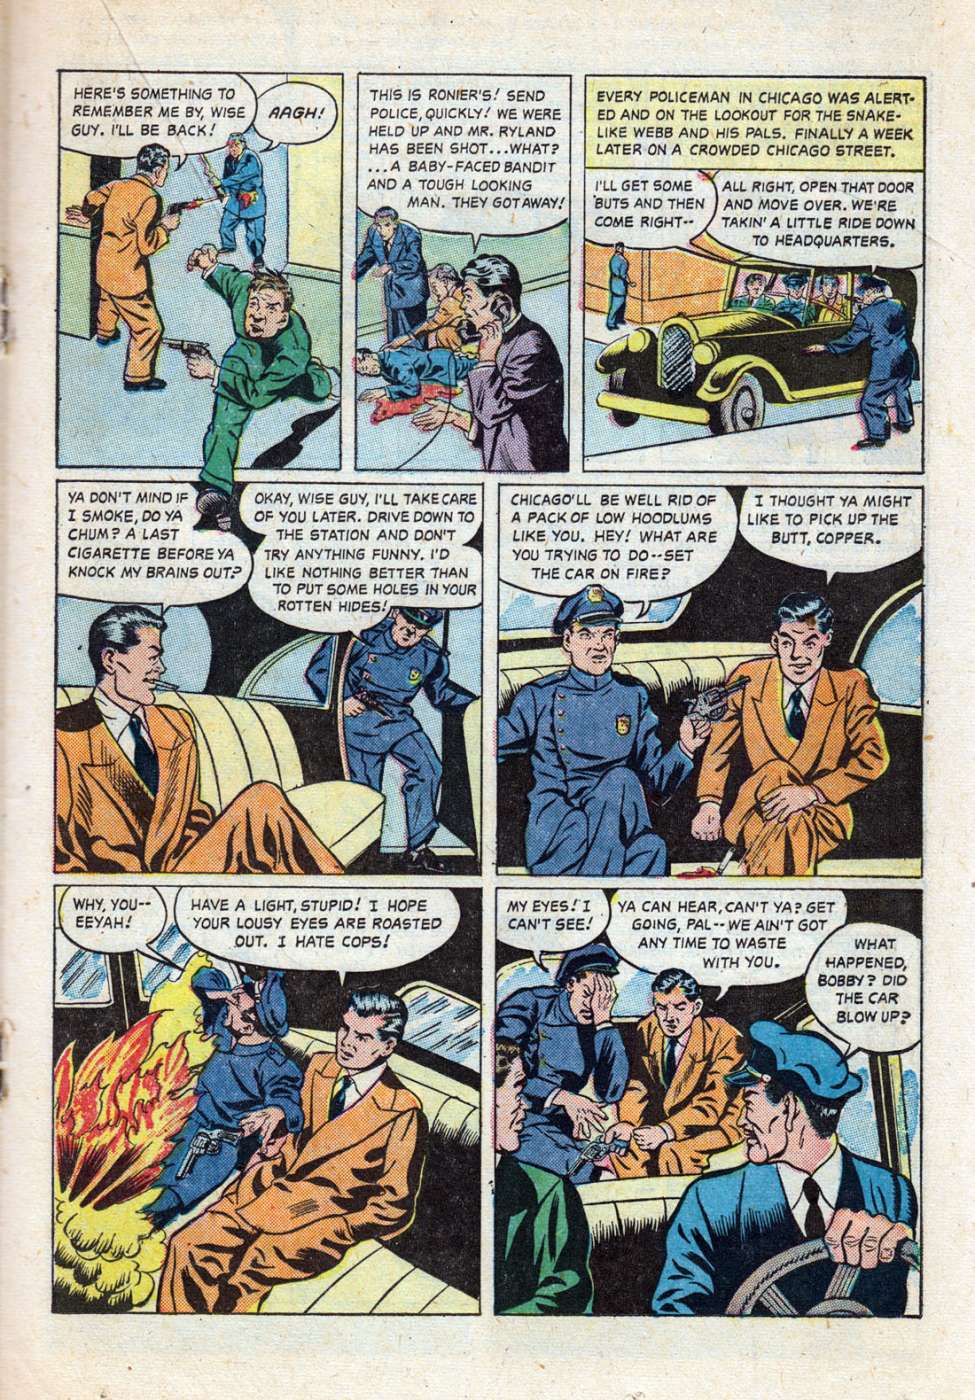 HERE'S SOMETHING TO
REMEMBER ME BY, WISE
GUY. I'LL BE BACK!
AAGH!
THIS IS RONIER'S! SEND
POLICE, QUICKLY! WE WERE
HELD UP AND MR. RYLAND
HAS BEEN SHOT...WHAT?
...A BABY-FACED BANDIT
AND A TOUGH LOOKING
MAN. THEY GOT AWAY!
EVERY POLICEMAN IN CHICAGO WAS ALERT-
ED AND ON THE LOOKOUT FOR THE SNAKE-
LIKE WEBB AND HIS PALS. FINALLY A WEEK
LATER ON A CROWDED CHICAGO STREET.
I'LL GET SOME
'BUTS AND THEN
COME RIGHT--
ALL RIGHT, OPEN THAT DOOR
AND MOVE OVER. WE'RE
TAKIN' A LITTLE RIDE DOWN
TO HEADQUARTERS.
YA DON'T MIND IF
I SMOKE, DO YA
CHUM? A LAST
CIGARETTE BEFORE YA
KNOCK MY BRAINS OUT?
OKAY, WISE GUY, I'LL TAKE CARE
OF YOU LATER. DRIVE DOWN TO
THE STATION AND DON'T
TRY ANYTHING FUNNY. I'D
LIKE NOTHING BETTER THAN
TO PUT SOME HOLES IN YOUR
ROTTEN HIDES!
CHICAGO'LL BE WELL RID OF
A PACK OF LOW HOODLUMS
LIKE YOU. HEY! WHAT ARE
YOU TRYING TO DO--SET
THE CAR ON FIRE?
I THOUGHT YA MIGHT
LIKE TO PICK UP THE
BUTT, COPPER.
WHY, YOU--
EEYAH!
HAVE A LIGHT, STUPID! I HOPE
YOUR LOUSY EYES ARE ROASTED
OUT. I HATE COPS!
MY EYES! I
CAN'T SEE!
YA CAN HEAR, CAN'T YA? GET
GOING, PAL--WE AIN'T GOT
ANY TIME TO WASTE
WITH YOU.
WHAT
HAPPENED,
BOBBY? DID
THE CAR
BLOW UP?